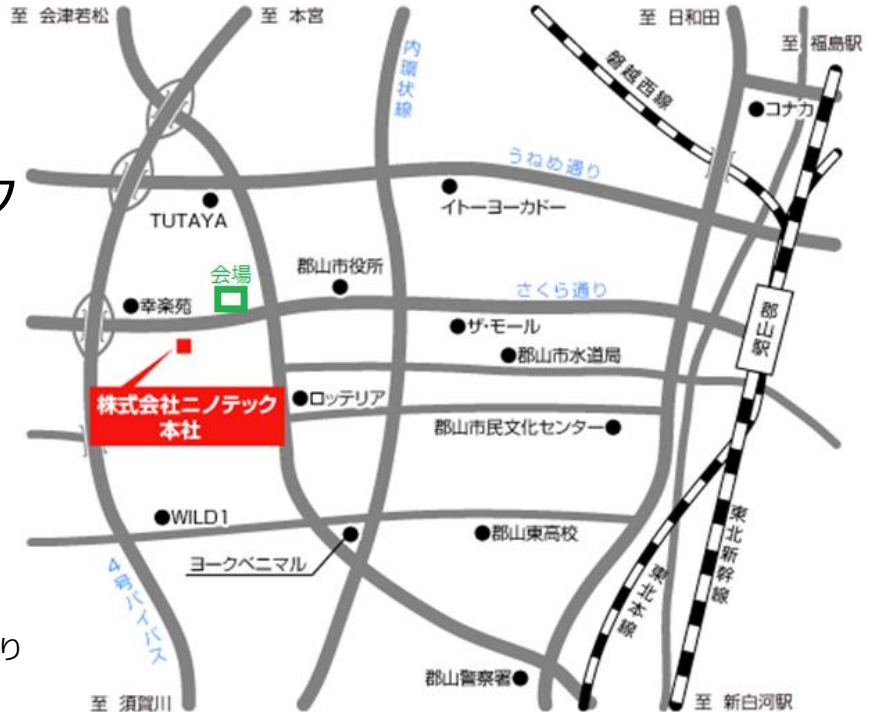 至 会津若松
至 本宮
至 日和田
至 福島駅
内環状線
磐越西線
コナカ
うねめ通り
TUTAYA
イトーヨーカドー
会場
郡山市役所
幸楽苑
さくら通り
ザ・モール
郡山駅
郡山市水道局
株式会社ニノテック
本社
ロッテリア
郡山市民文化センター
WILD1
郡山東高校
ヨークベニマル
4号バイパス
東北新幹線
東北本線
り
郡山警察署
至 須賀川
至 新白河駅